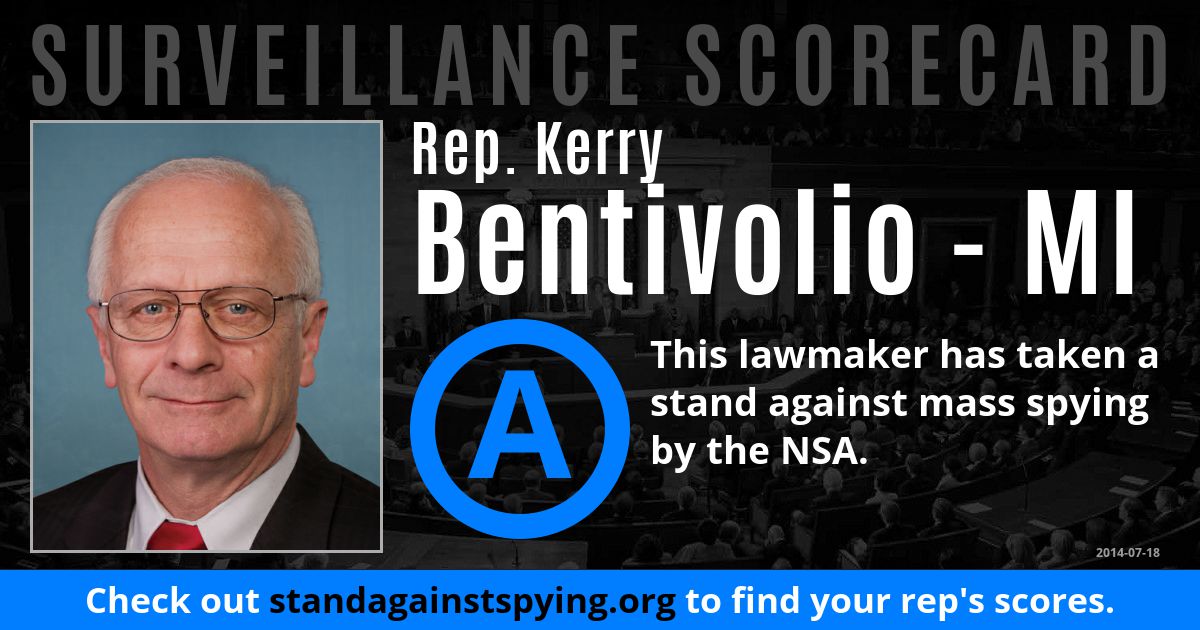 SURVEILLANCE SCORECARD
Rep. Kerry
Bentivolio - MI
A
This lawmaker has taken a
stand against mass spying
by the NSA.
2014-07-18
Check out standagainstspying.org to find your rep's scores.